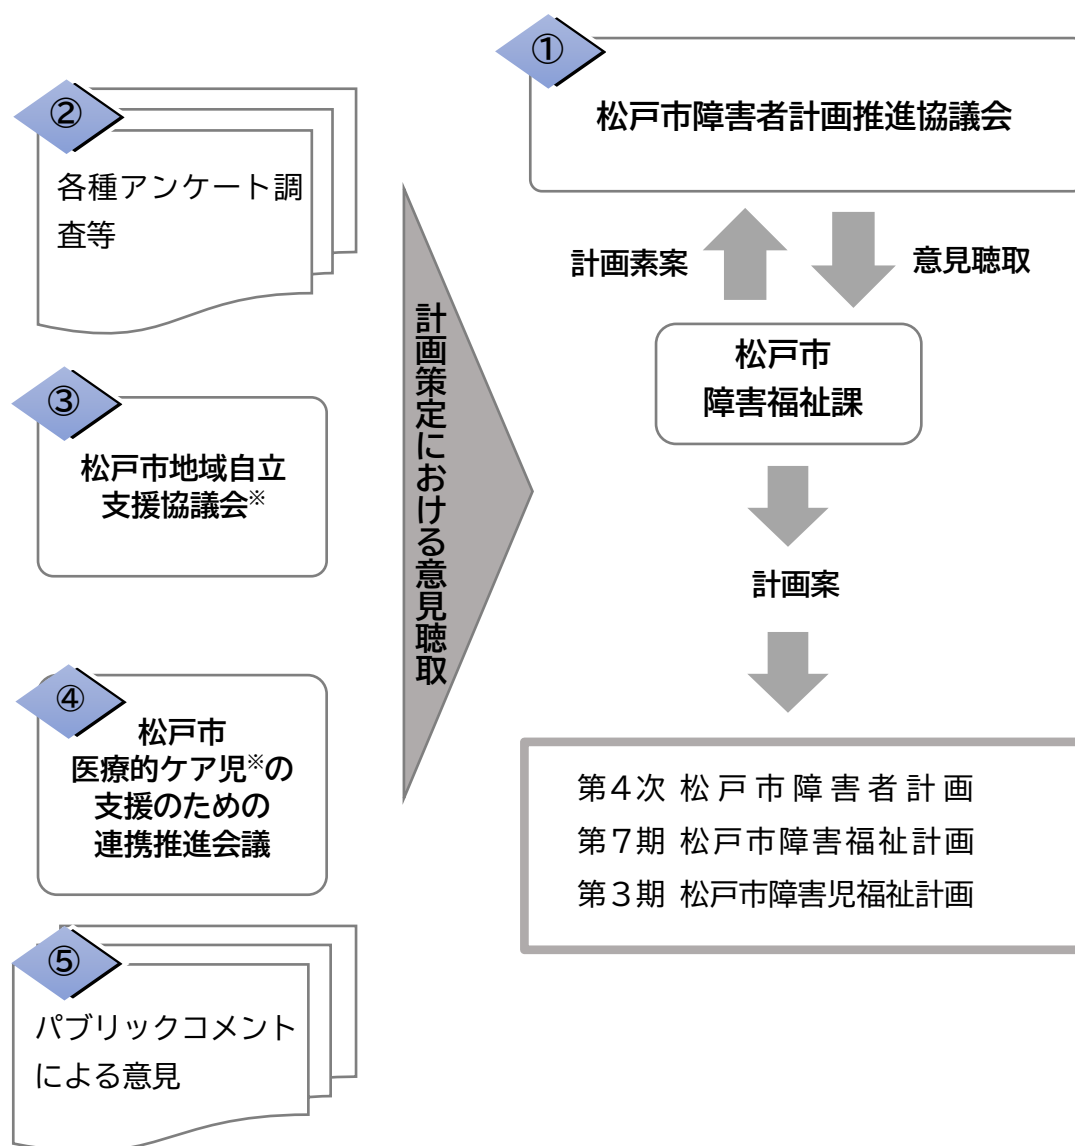 ①
松戸市障害者計画推進協議会
②
各種アンケート調
査等
計画素案
意見聴取
松戸市
障害福祉課
③
松戸市地域自立
支援協議会※
計画策定における意見聴取
計画案
④
松戸市
医療的ケア児※の
支援のための
連携推進会議
第4次 松戸市障害者計画
第7期 松戸市障害福祉計画
第3期 松戸市障害児福祉計画
⑤
パブリックコメント
による意見